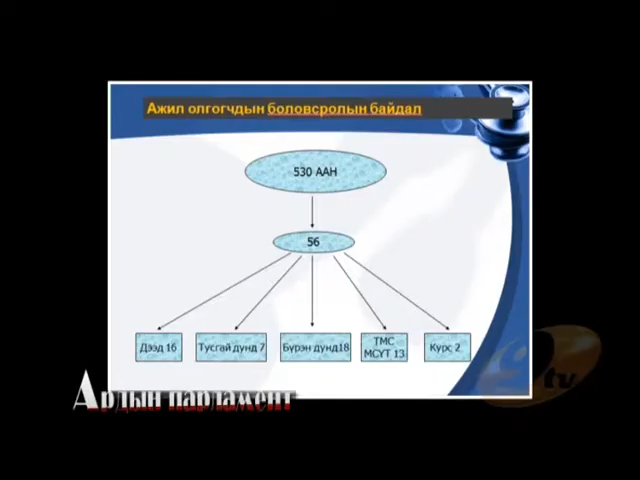 Ажил олгогчдын боловсролын байдал
530 ААН
56
Дээд 16
Тусгай дунд 7
Бүрэн дунд18
ТМС
МСҮТ 13
Курс 2
Ардын парламент
9tv